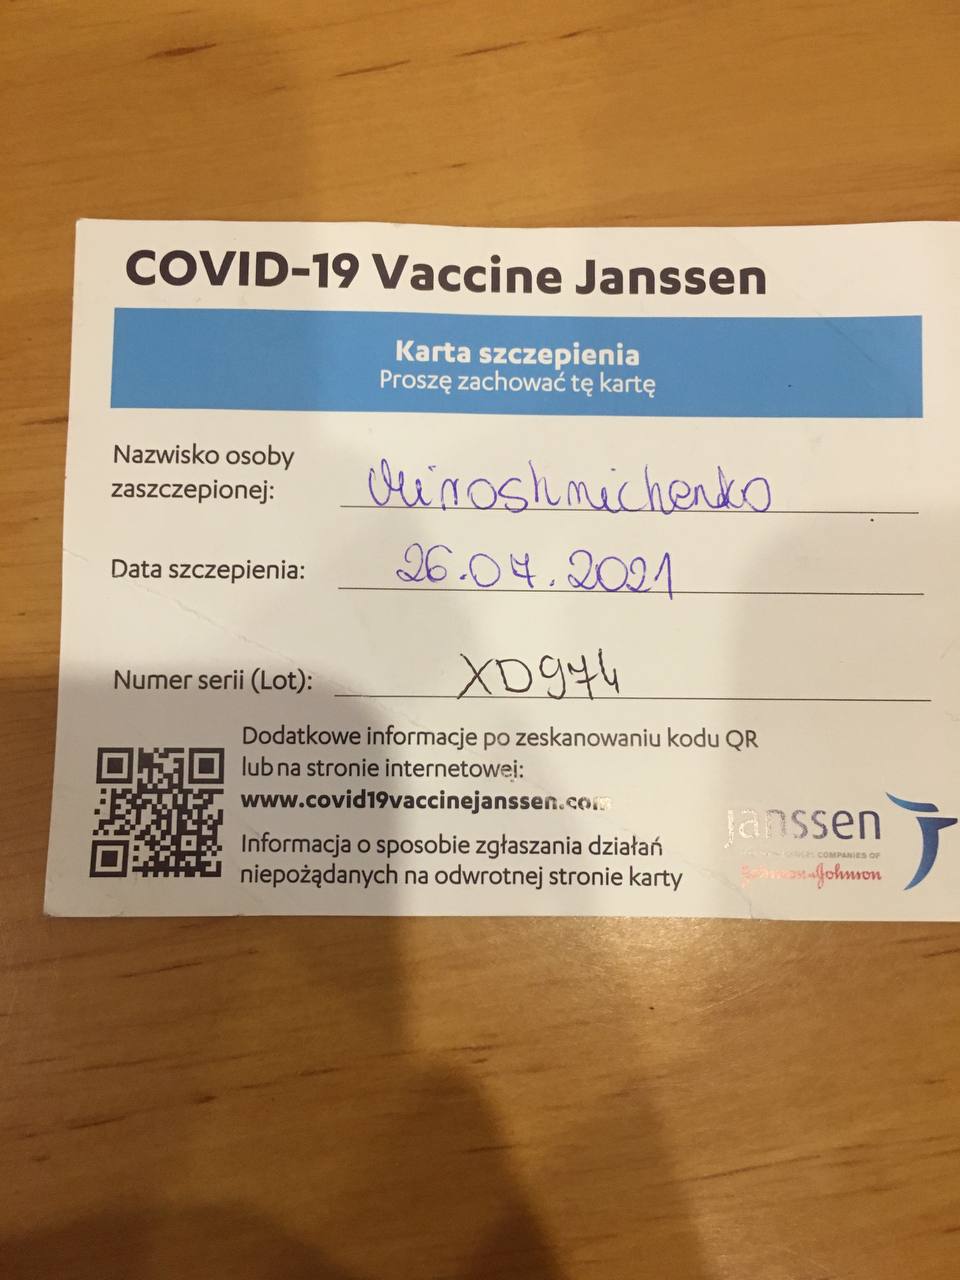 COVID-19 Vaccine Janssen
Karta szczepienia
Proszę zachować tę kartę
Nazwisko osoby
zaszczepionej: Miroshnichenko
Data szczepienia: 26.07.2021
Numer serii (Lot): XD974
Dodatkowe informacje po zeskanowaniu kodu QR
lub na stronie internetowej:
www.covid19vaccinejanssen.com
Informacja o sposobie zgłaszania działań
niepożądanych na odwrotnej stronie karty
janssen
COMPANIES OF
Johnson & Johnson